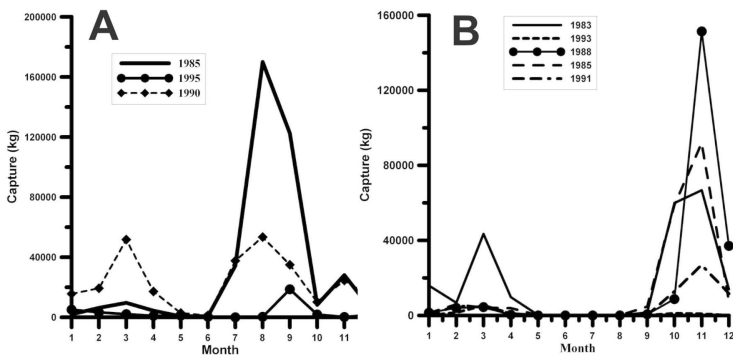 A
200000
160000
120000
80000
40000
0
Capture (kg)
1985
1995
1990
1 2 3 4 5 6 7 8 9 10 11
Month
B
160000
120000
80000
40000
0
Capture (kg)
1983
1993
1988
1985
1991
1 2 3 4 5 6 7 8 9 10 11 12
Month